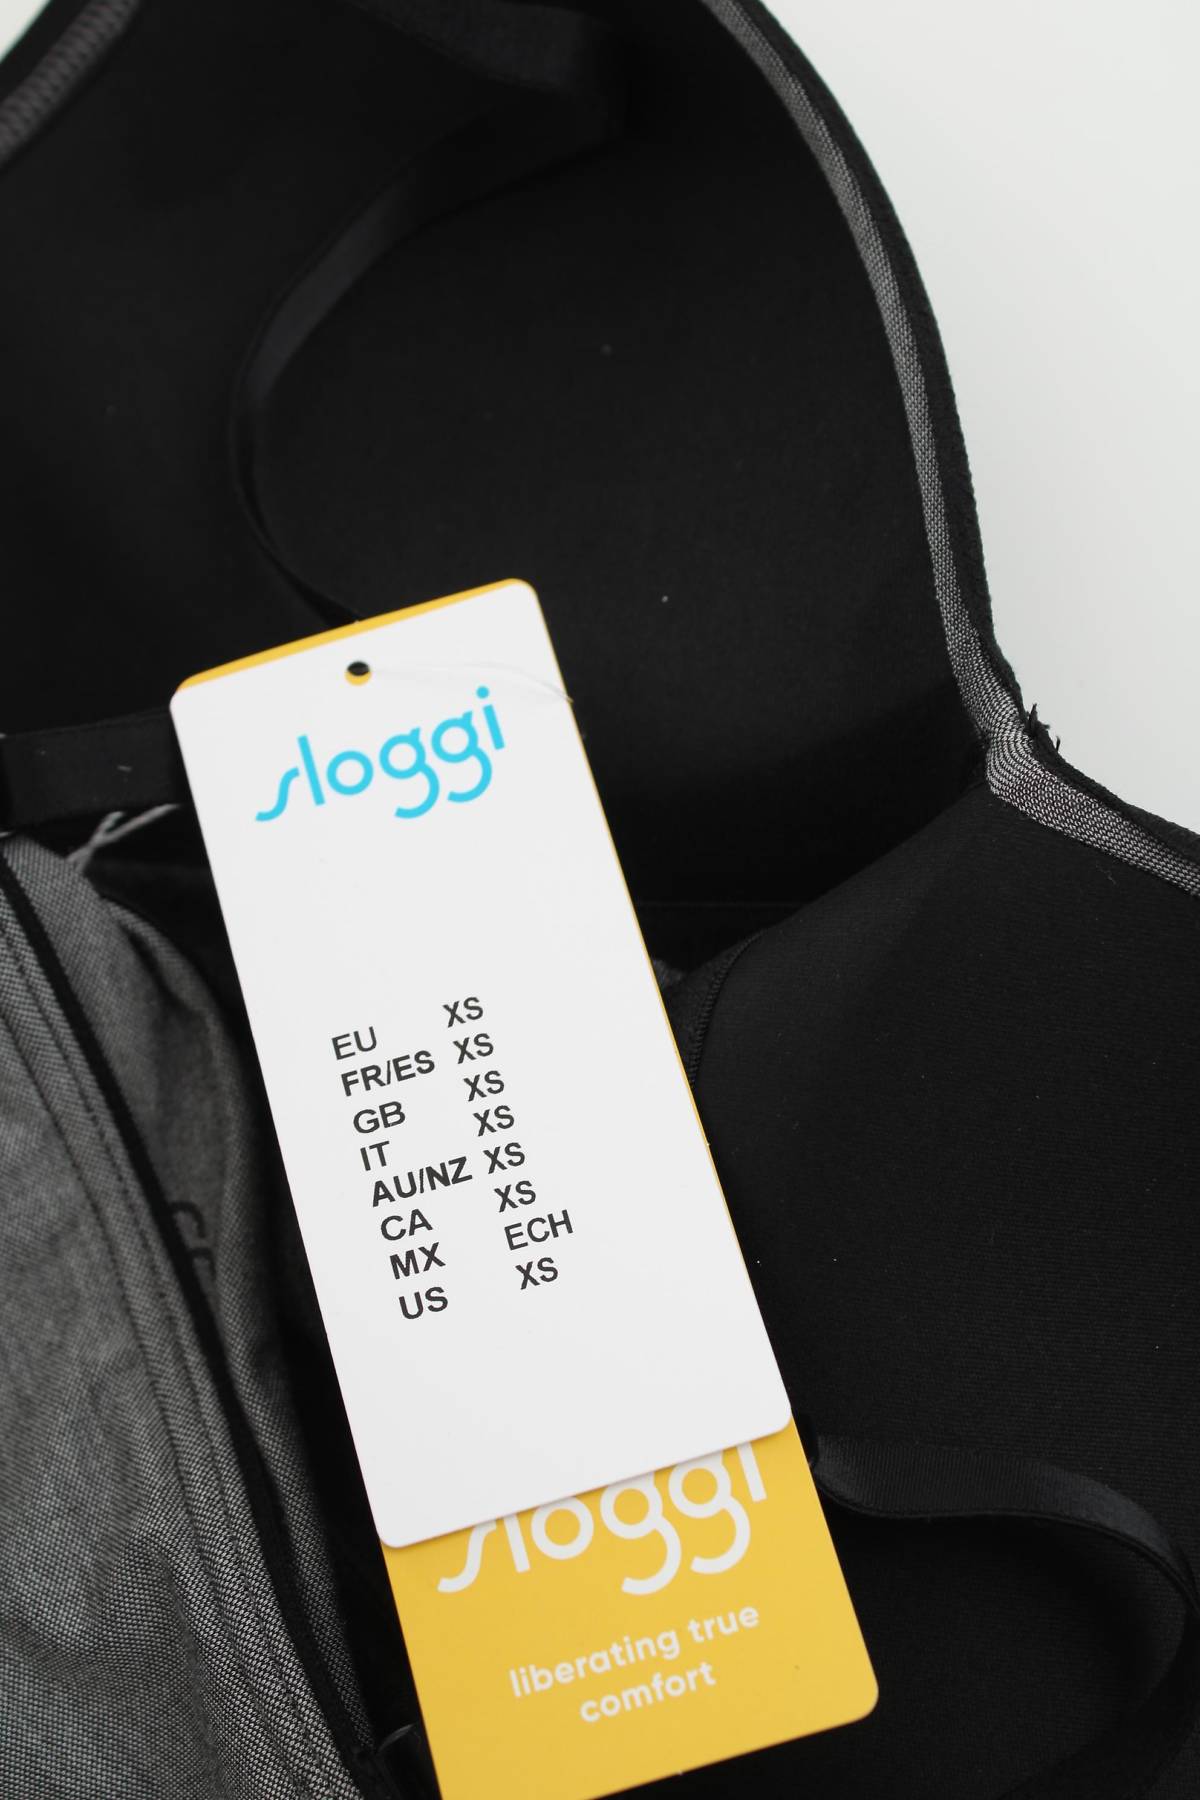 sloggi
EU XS
FR/ES XS
GB XS
IT XS
AU/NZ XS
CA XS
MX ECH
US XS
sloggi
liberating true
comfort